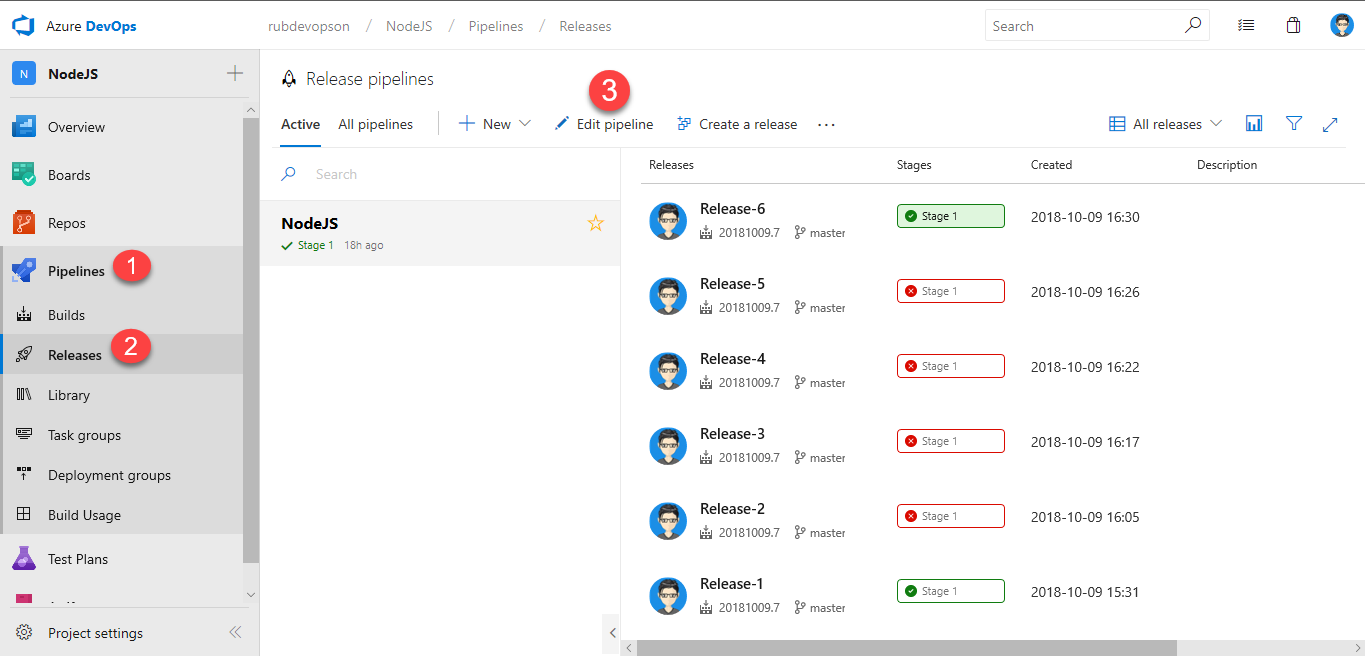 Azure DevOps
rubdevopson / NodeJS / Pipelines / Releases
Search
N NodeJS
Overview
Boards
Repos
Pipelines 1
Builds
Releases 2
Library
Task groups
Deployment groups
Build Usage
Test Plans
Project settings
Release pipelines
3
Active All pipelines New Edit pipeline Create a release ...
All releases
Search
NodeJS
Stage 1 18h ago
Releases Stages Created Description
Release-6
20181009.7 master
Stage 1
2018-10-09 16:30
Release-5
20181009.7 master
Stage 1
2018-10-09 16:26
Release-4
20181009.7 master
Stage 1
2018-10-09 16:22
Release-3
20181009.7 master
Stage 1
2018-10-09 16:17
Release-2
20181009.7 master
Stage 1
2018-10-09 16:05
Release-1
20181009.7 master
Stage 1
2018-10-09 15:31